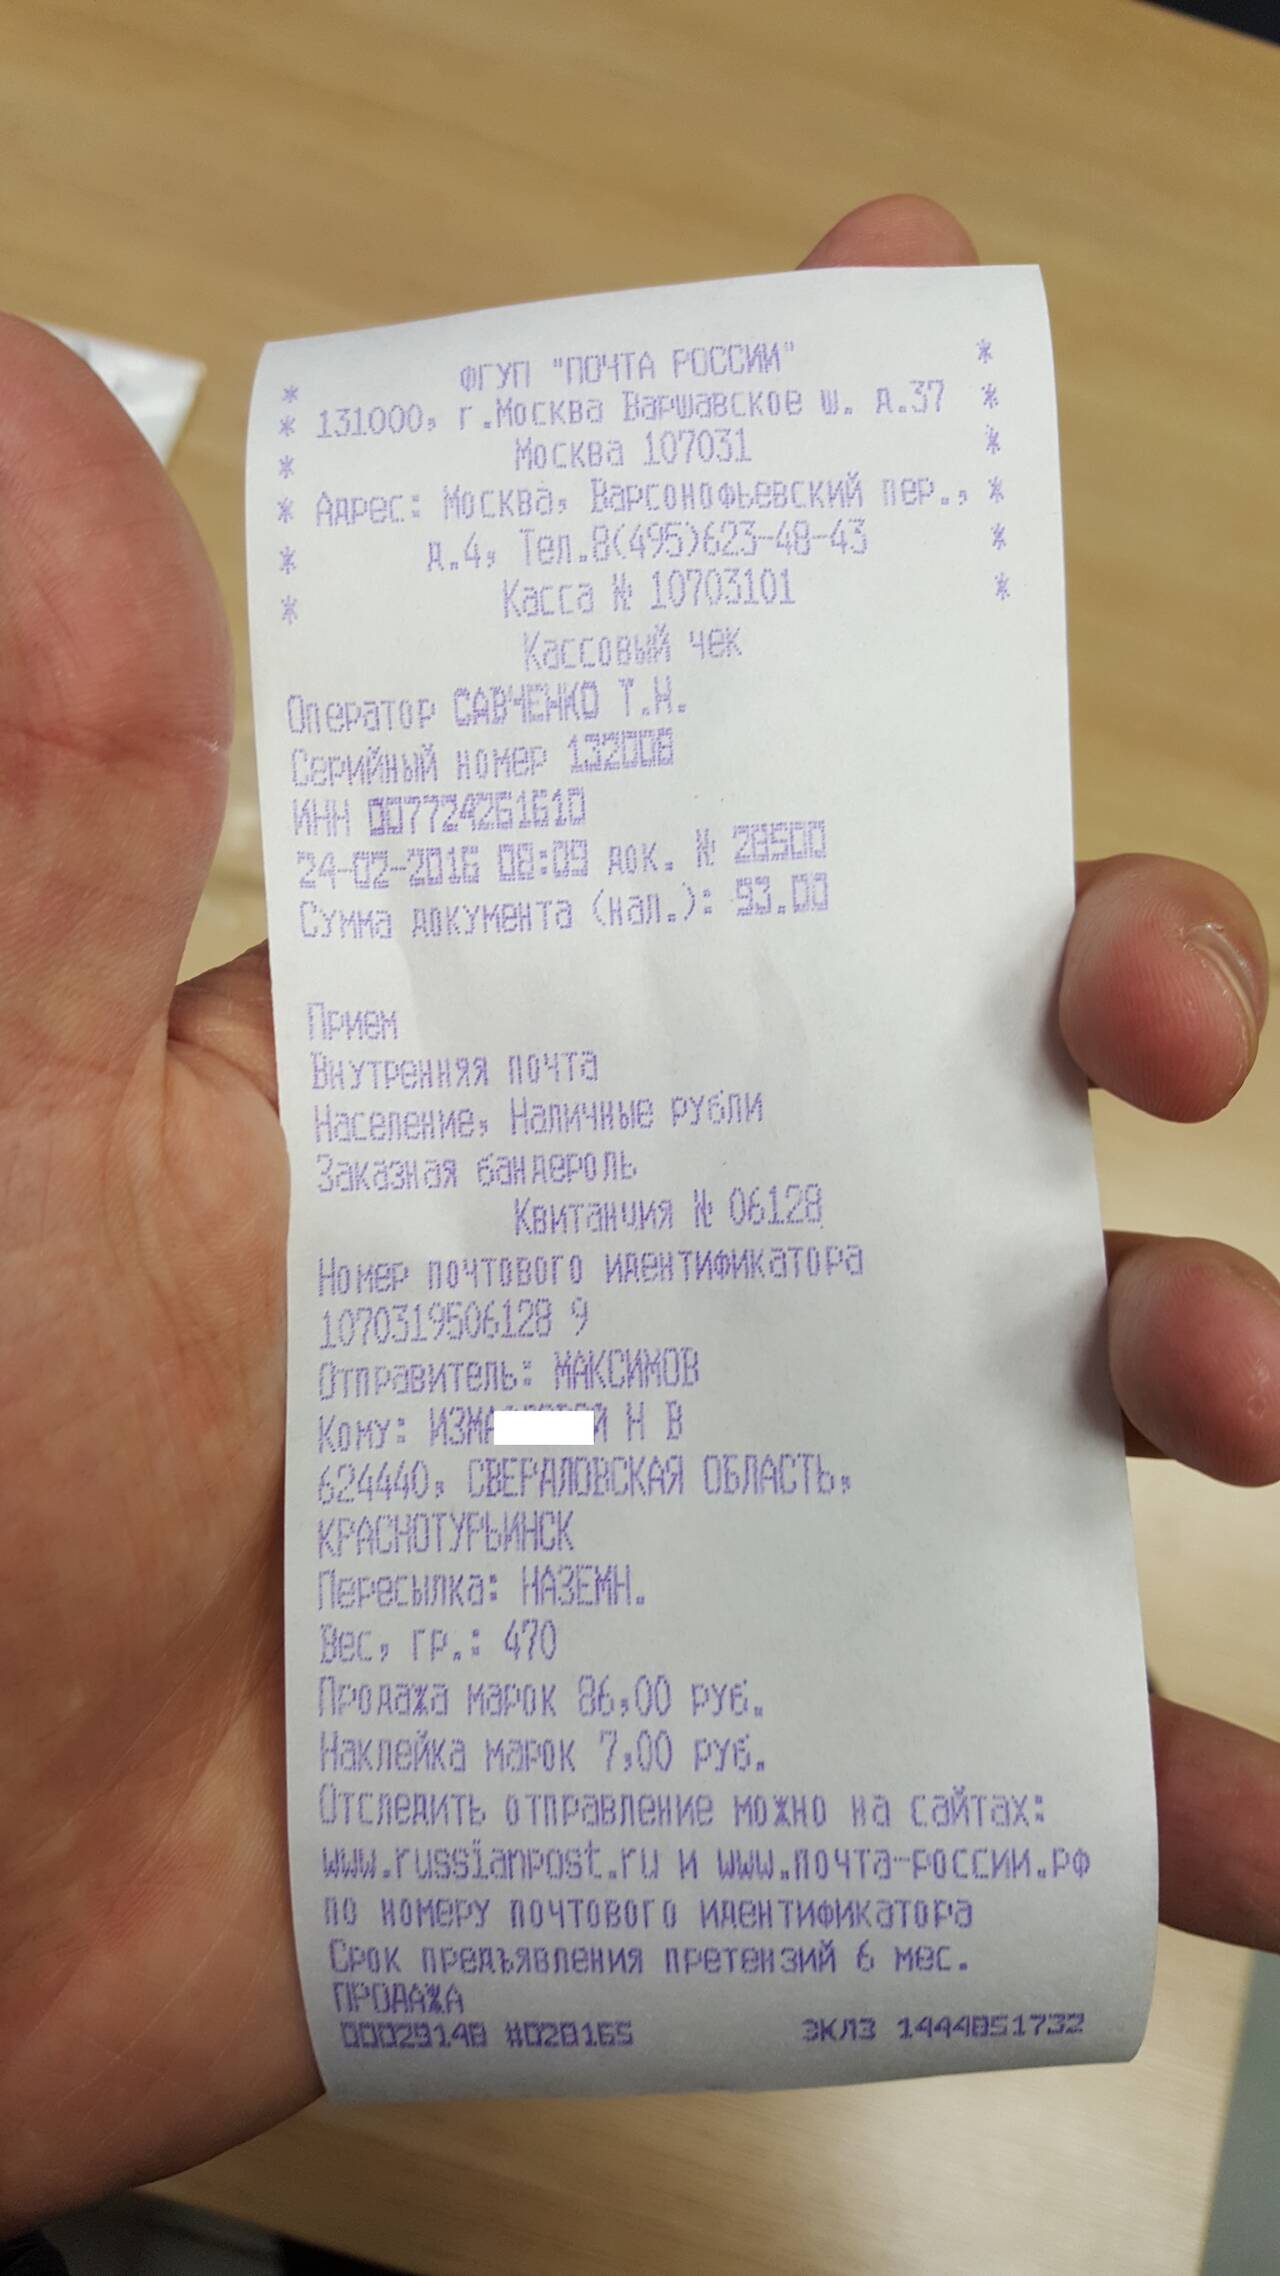 * ФГУП "ПОЧТА РОССИИ" *
* 131000, г.Москва Варшавское ш. д.37 *
* Москва 107031 *
* Адрес: Москва, Варсонофьевский пер., *
* д.4, Тел.8(495)623-48-43 *
* Касса № 10703101 *
Кассовый чек
Оператор САВЧЕНКО Т.Н.
Серийный номер 132008
ИНН 007724261610
24-02-2016 08:09 док. № 28500
Сумма документа (нал.): 93.00
Прием
Внутренняя почта
Население, Наличные рубли
Заказная бандероль
Квитанция № 06128
Номер почтового идентификатора
1070319506128 9
Отправитель: МАКСИМОВ
Кому: Н В
624440, СВЕРДЛОВСКАЯ ОБЛАСТЬ,
КРАСНОТУРЬИНСК
Пересылка: НАЗЕМН.
Вес, гр.: 470
Продажа марок 86,00 руб.
Наклейка марок 7,00 руб.
Отследить отправление можно на сайтах:
www.russianpost.ru и www.почта-россии.рф
по номеру почтового идентификатора
Срок предъявления претензий 6 мес.
ПРОДАЖА
00029148 #028165 ЭКЛЗ 1444851732